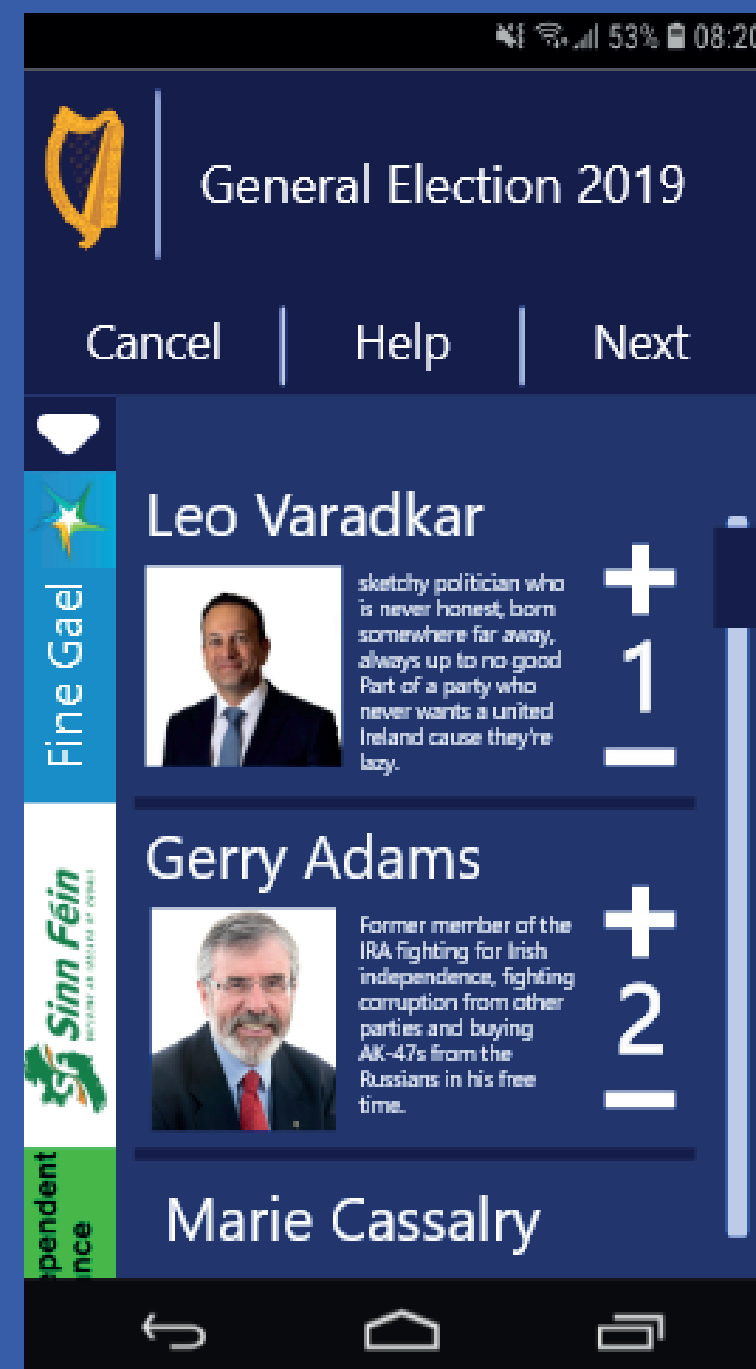 53% 08:20
General Election 2019
Cancel Help Next
Fine Gael
Leo Varadkar
sketchy politician who
is never honest, born
somewhere far away,
always up to no good
Part of a party who
never wants a united
Ireland cause they're
lazy.
1
Sinn Féin
Gerry Adams
Former member of the
IRA fighting for Irish
independence, fighting
corruption from other
parties and buying
AK-47s from the
Russians in his free
time.
2
pendent
nce
Marie Cassalry